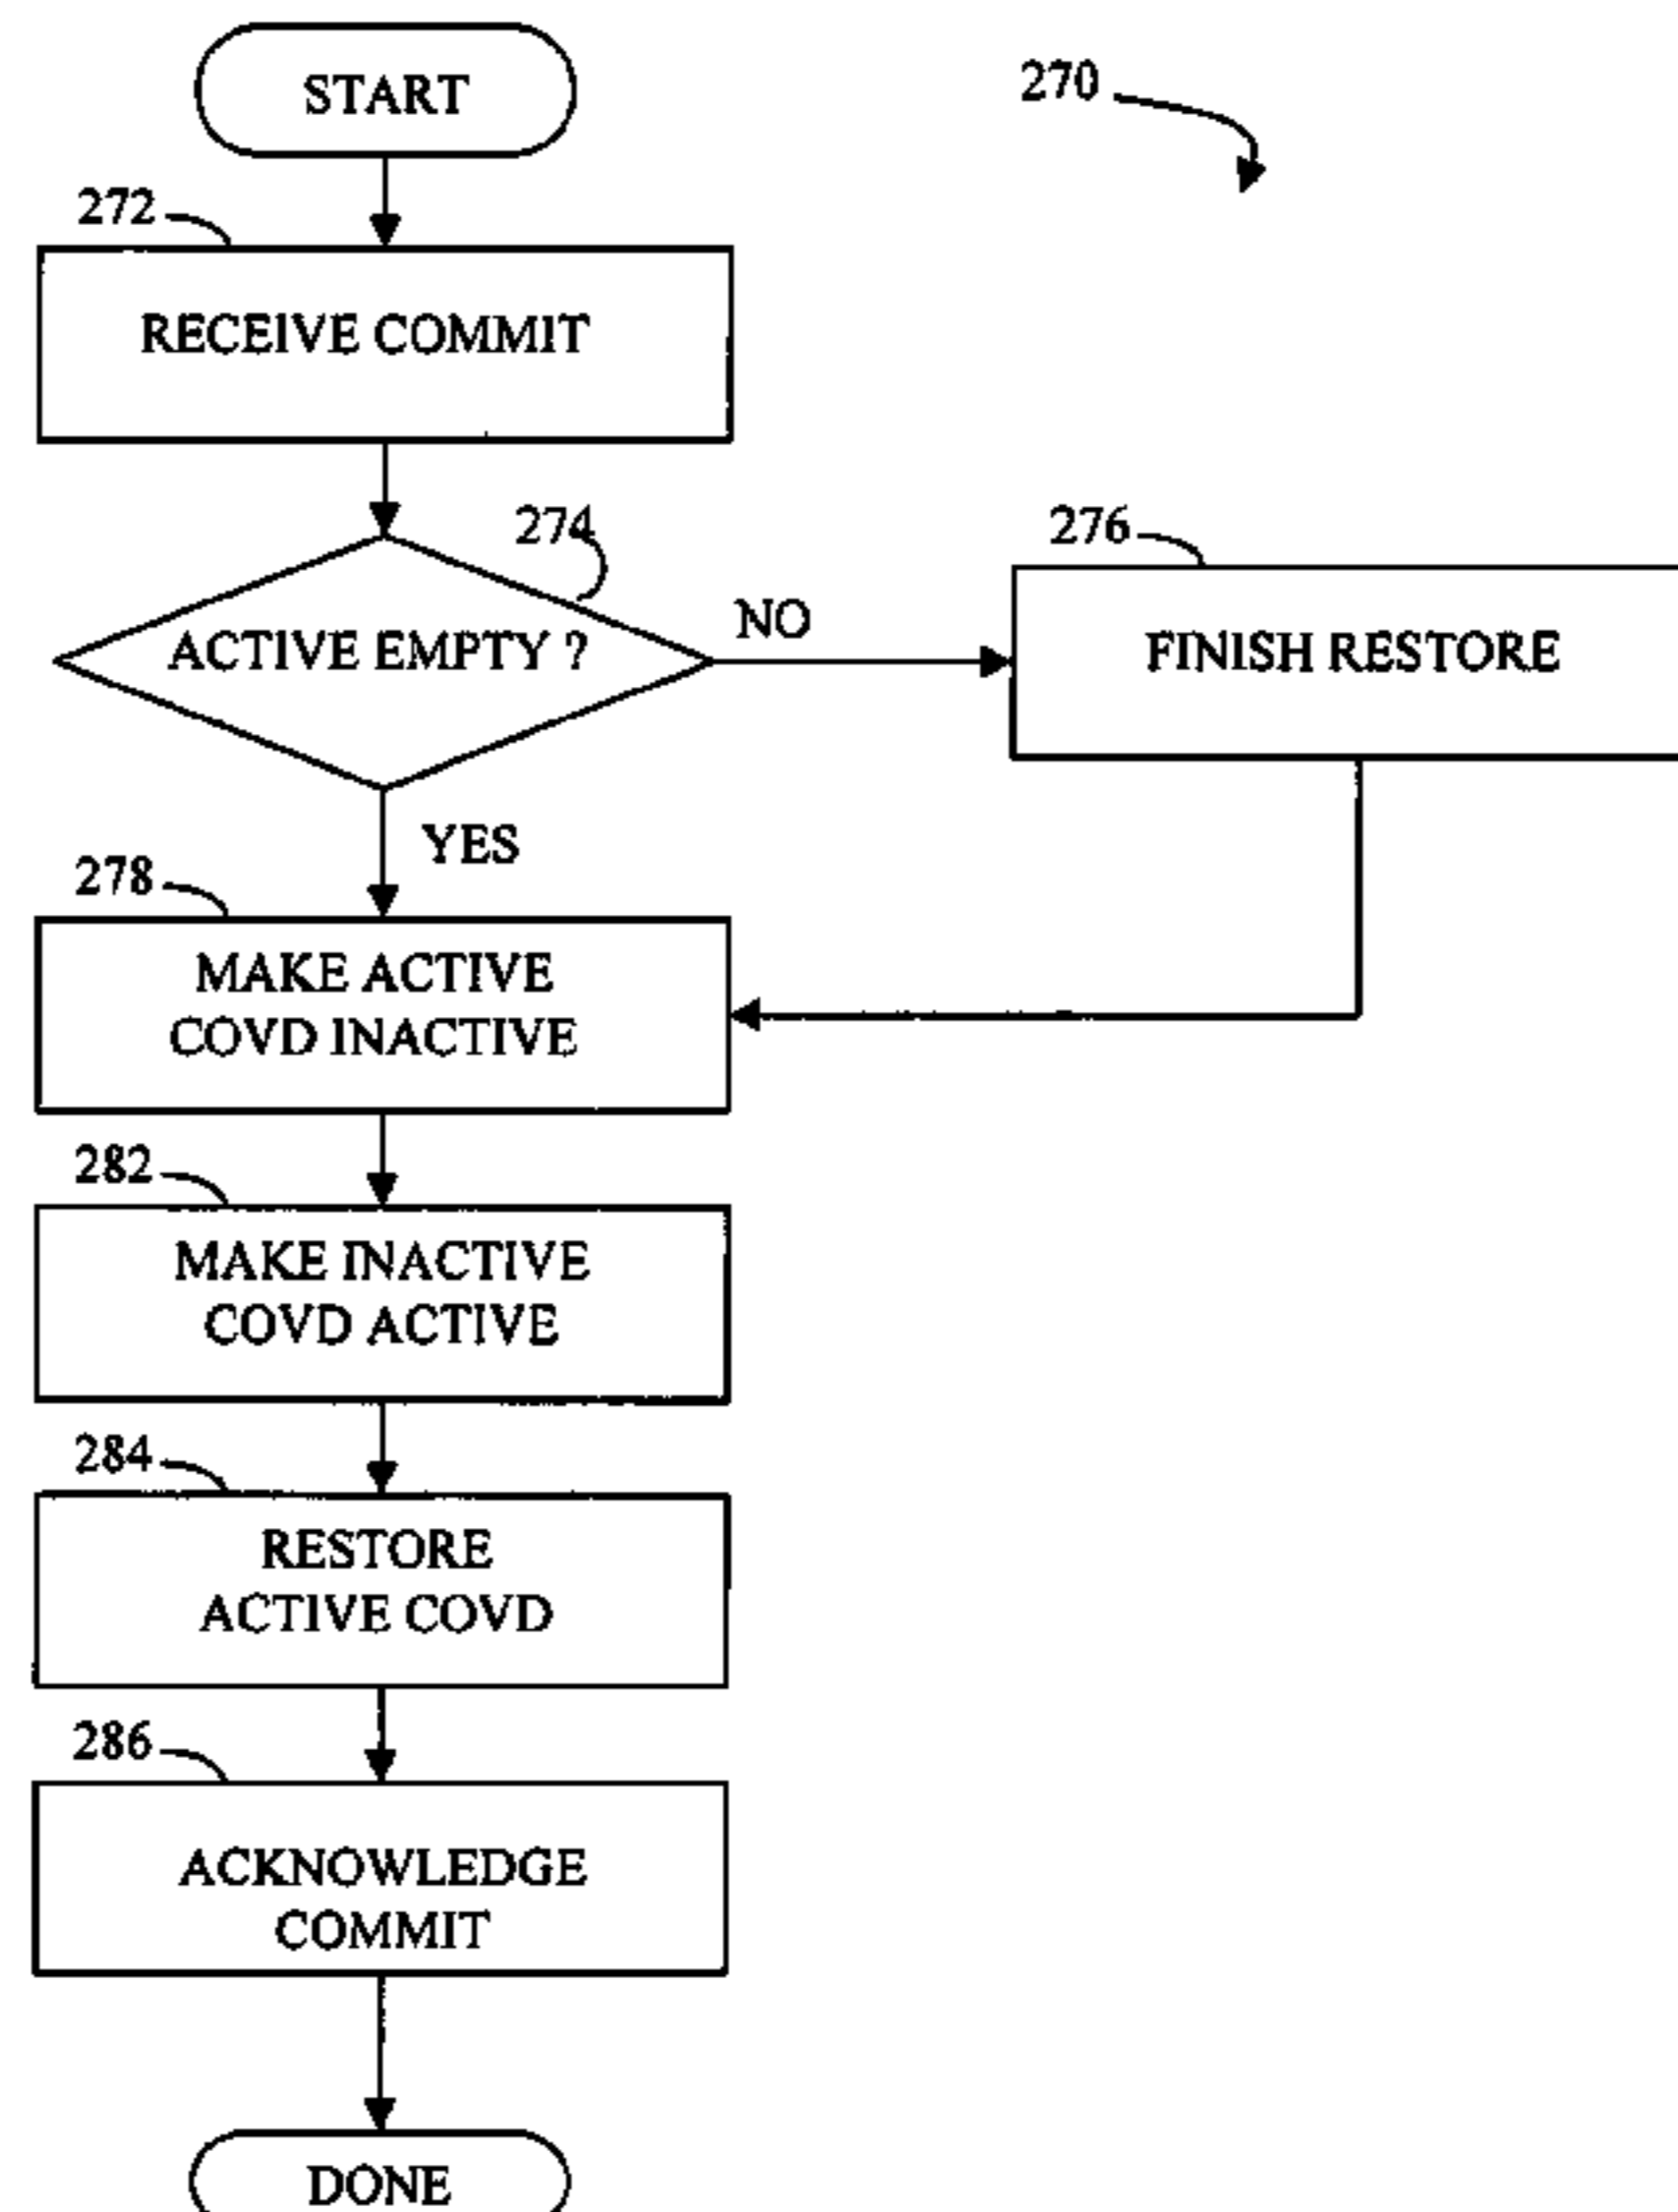 START
270
272
RECEIVE COMMIT
274
ACTIVE EMPTY ?
NO
276
FINISH RESTORE
YES
278
MAKE ACTIVE
COVD INACTIVE
282
MAKE INACTIVE
COVD ACTIVE
284
RESTORE
ACTIVE COVD
286
ACKNOWLEDGE
COMMIT
DONE